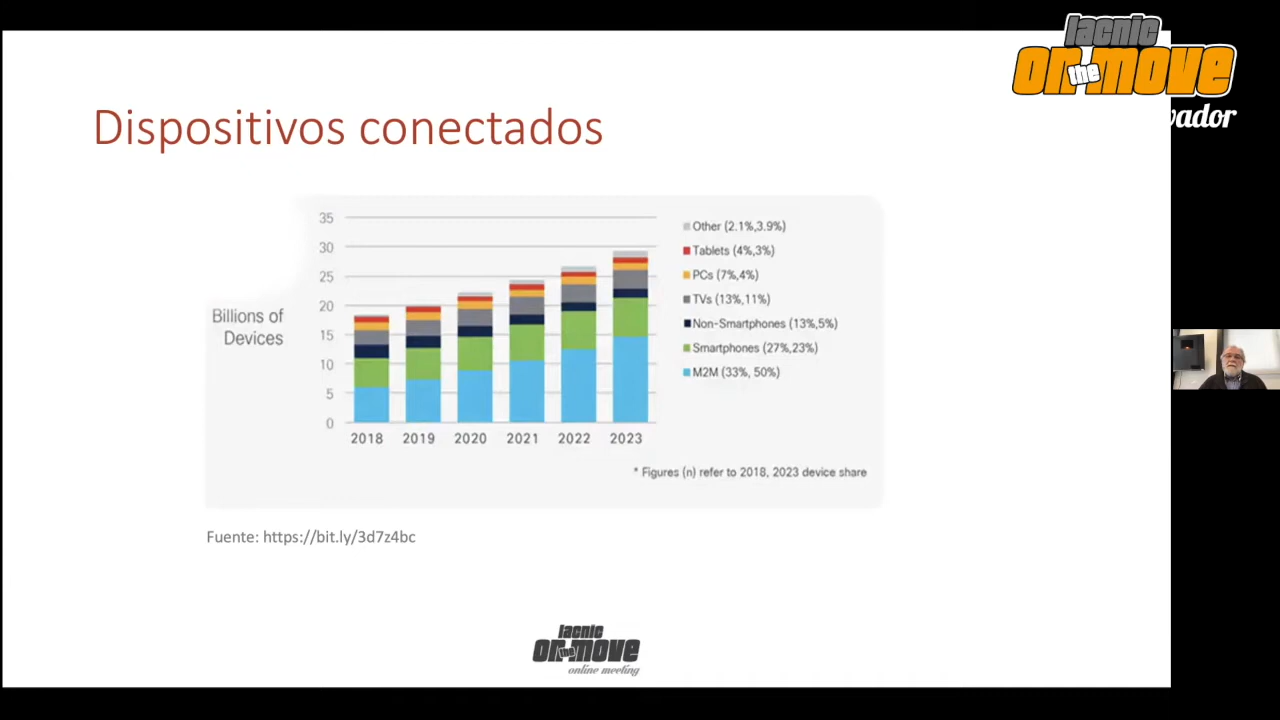 lacnic
on the move
vador
Dispositivos conectados
35
30
25
20
15
10
5
0
Billions of
Devices
2018 2019 2020 2021 2022 2023
Other (2.1%,3.9%)
Tablets (4%,3%)
PCs (7%,4%)
TVs (13%,11%)
Non-Smartphones (13%,5%)
Smartphones (27%,23%)
M2M (33%, 50%)
* Figures (n) refer to 2018, 2023 device share
Fuente: https://bit.ly/3d7z4bc
lacnic
on the move
online meeting